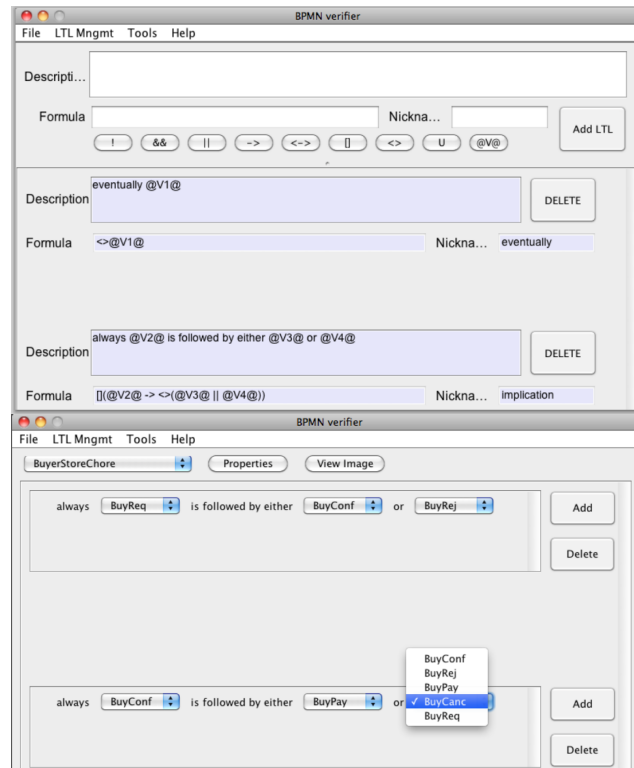 BPMN verifier
File LTL Mngmt Tools Help
Descripti...
Formula Nickna... Add LTL
! && || -> <-> [] <> U @V@
Description eventually @V1@ DELETE
Formula <>@V1@ Nickna... eventually
Description always @V2@ is followed by either @V3@ or @V4@ DELETE
Formula [](@V2@ -> <>(@V3@ || @V4@)) Nickna... implication
BPMN verifier
File LTL Mngmt Tools Help
BuyerStoreChore Properties View Image
always BuyReq is followed by either BuyConf or BuyRej Add
Delete
BuyConf
BuyRej
BuyPay
always BuyConf is followed by either BuyPay or ✓ BuyCanc Add
BuyReq
Delete